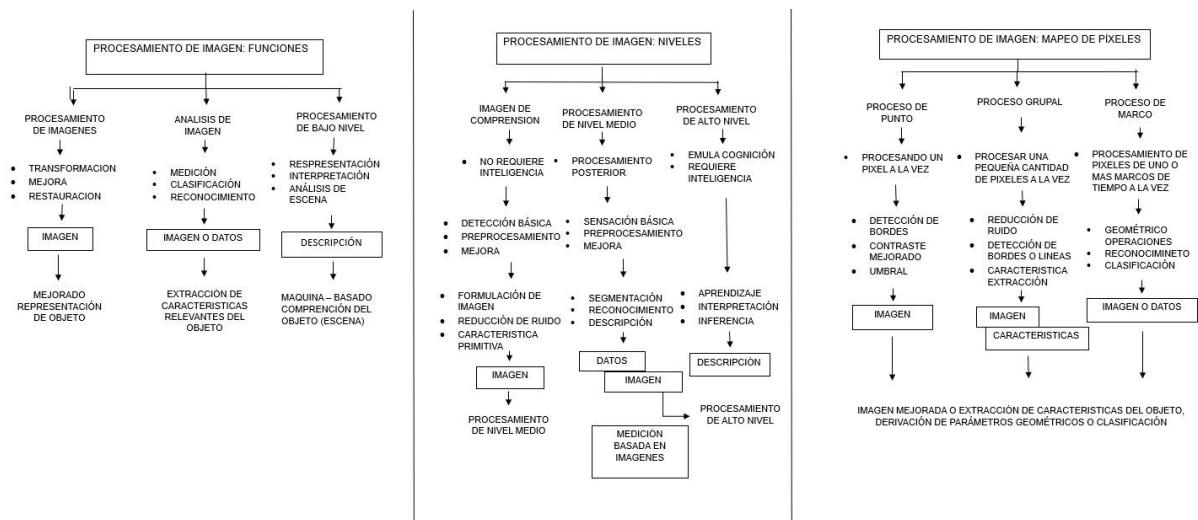 PROCESAMIENTO DE IMAGEN: FUNCIONES
PROCESAMIENTO
DE IMAGENES
TRANSFORMACION
MEJORA
RESTAURACION
IMAGEN
MEJORADO
REPRESENTACIÓN
DE OBJETO
ANALISIS DE
IMAGEN
MEDICIÓN
CLASIFICACIÓN
RECONOCIMIENTO
IMAGEN O DATOS
EXTRACCIÓN DE
CARACTERISTICAS
RELEVANTES DEL
OBJETO
PROCESAMIENTO
DE BAJO NIVEL
RESPRESENTACIÓN
INTERPRETACIÓN
ANÁLISIS DE
ESCENA
DESCRIPCIÓN
MAQUINA – BASADO
COMPRENCIÓN DEL
OBJETO (ESCENA)
PROCESAMIENTO DE IMAGEN: NIVELES
IMAGEN DE
COMPRENSION
NO REQUIERE
INTELIGENCIA
DETECCIÓN BÁSICA
PREPROCESAMIENTO
MEJORA
FORMULACIÓN DE
IMAGEN
REDUCCIÓN DE RUIDO
CARACTERISTICA
PRIMITIVA
IMAGEN
PROCESAMIENTO
DE NIVEL MEDIO
PROCESAMIENTO
DE NIVEL MEDIO
PROCESAMIENTO
POSTERIOR
SENSACIÓN BÁSICA
PREPROCESAMIENTO
MEJORA
SEGMENTACIÓN
RECONOCIMIENTO
DESCRIPCIÓN
DATOS
IMAGEN
MEDICIÓN
BASADA EN
IMAGENES
PROCESAMIENTO
DE ALTO NIVEL
EMULA COGNICIÓN
REQUIERE
INTELIGENCIA
APRENDIZAJE
INTERPRETACIÓN
INFERENCIA
DESCRIPCIÓN
PROCESAMIENTO
DE ALTO NIVEL
PROCESAMIENTO DE IMAGEN: MAPEO DE PÍXELES
PROCESO DE
PUNTO
PROCESANDO UN
PIXEL A LA VEZ
DETECCIÓN DE
BORDES
CONTRASTE
MEJORADO
UMBRAL
IMAGEN
PROCESO GRUPAL
PROCESAR UNA
PEQUEÑA CANTIDAD
DE PIXELES A LA VEZ
REDUCCIÓN DE
RUIDO
DETECCIÓN DE
BORDES O LINEAS
CARACTERISTICA
EXTRACCIÓN
IMAGEN
CARACTERISTICAS
PROCESO DE
MARCO
PROCESAMIENTO DE
PIXELES DE UNO O
MAS MARCOS DE
TIEMPO A LA VEZ
GEOMÉTRICO
OPERACIONES
RECONOCIMINETO
CLASIFICACIÓN
IMAGEN O DATOS
IMAGEN MEJORADA O EXTRACCIÓN DE CARACTERISTICAS DEL OBJETO,
DERIVACIÓN DE PARÁMETROS GEOMÉTRICOS O CLASIFICACIÓN